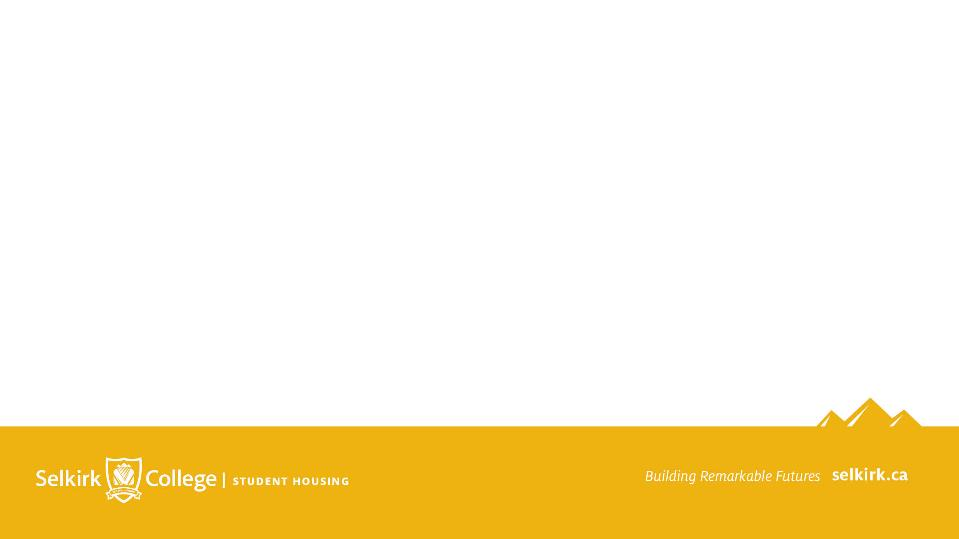 Selkirk College | STUDENT HOUSING
Building Remarkable Futures selkirk.ca